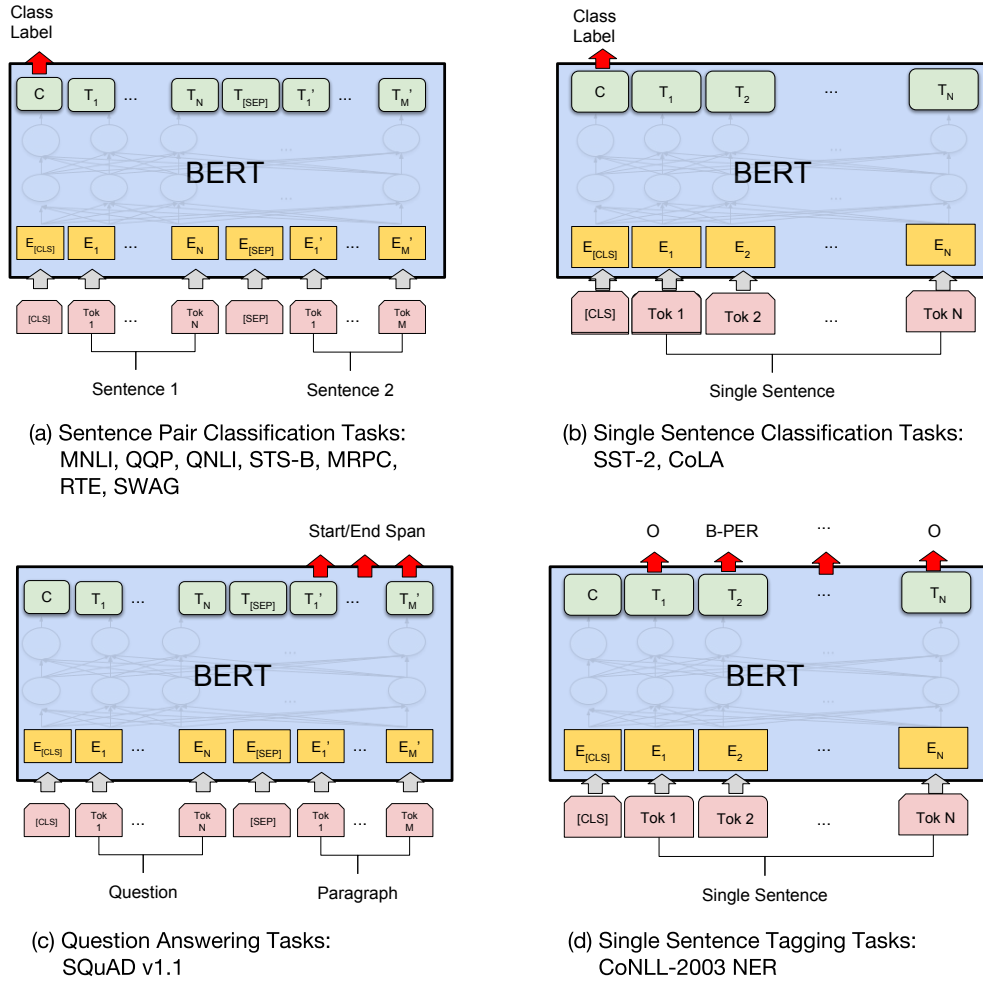 Class
Label
C T1 ... TN T[SEP] T1' ... TM'
...
BERT
...
E[CLS] E1 ... EN E[SEP] E1' ... EM'
[CLS] Tok 1 ... Tok N [SEP] Tok 1 ... Tok M
Sentence 1 Sentence 2
(a) Sentence Pair Classification Tasks:
MNLI, QQP, QNLI, STS-B, MRPC,
RTE, SWAG
Class
Label
C T1 T2 ... TN
...
BERT
...
E[CLS] E1 E2 ... EN
[CLS] Tok 1 Tok 2 ... Tok N
Single Sentence
(b) Single Sentence Classification Tasks:
SST-2, CoLA
Start/End Span
C T1 ... TN T[SEP] T1' ... TM'
...
BERT
...
E[CLS] E1 ... EN E[SEP] E1' ... EM'
[CLS] Tok 1 ... Tok N [SEP] Tok 1 ... Tok M
Question Paragraph
(c) Question Answering Tasks:
SQuAD v1.1
O B-PER ... O
C T1 T2 ... TN
...
BERT
...
E[CLS] E1 E2 ... EN
[CLS] Tok 1 Tok 2 ... Tok N
Single Sentence
(d) Single Sentence Tagging Tasks:
CoNLL-2003 NER